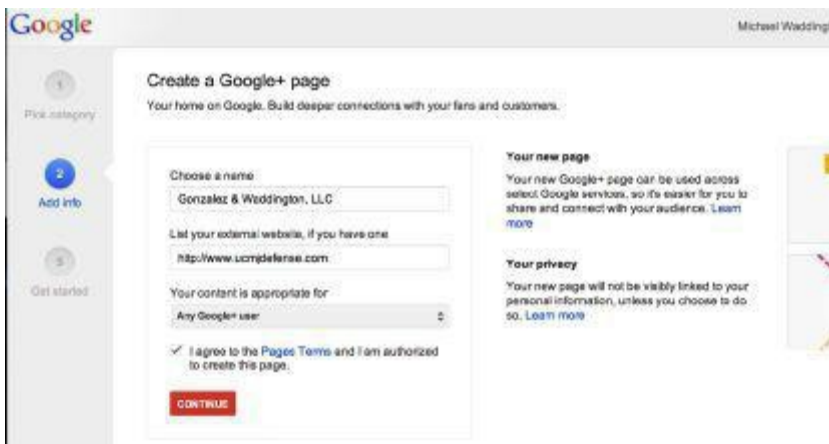 Google
Michael Wadding
1
Pick category
2
Add info
3
Get started
Create a Google+ page
Your home on Google. Build deeper connections with your fans and customers.
Choose a name
Gonzalez & Waddington, LLC
List your external website, if you have one
http://www.ucmjdefense.com
Your content is appropriate for
Any Google+ user
I agree to the Pages Terms and I am authorized
to create this page.
CONTINUE
Your new page
Your new Google+ page can be used across
select Google services, so it's easier for you to
share and connect with your audience. Learn
more
Your privacy
Your new page will not be visibly linked to your
personal information, unless you choose to do
so. Learn more